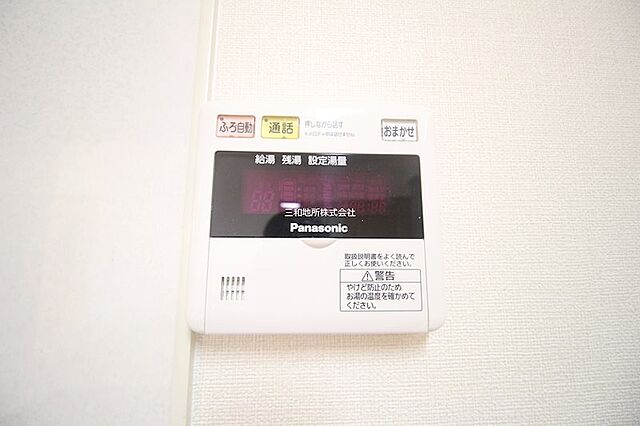 ふろ自動
通話
押しながら話す
おまかせ
給湯 残湯 設定湯量
三和地所株式会社
Panasonic
取扱説明書をよく読んで
正しくお使いください。
警告
やけど防止のため
お湯の温度を確かめて
ください。